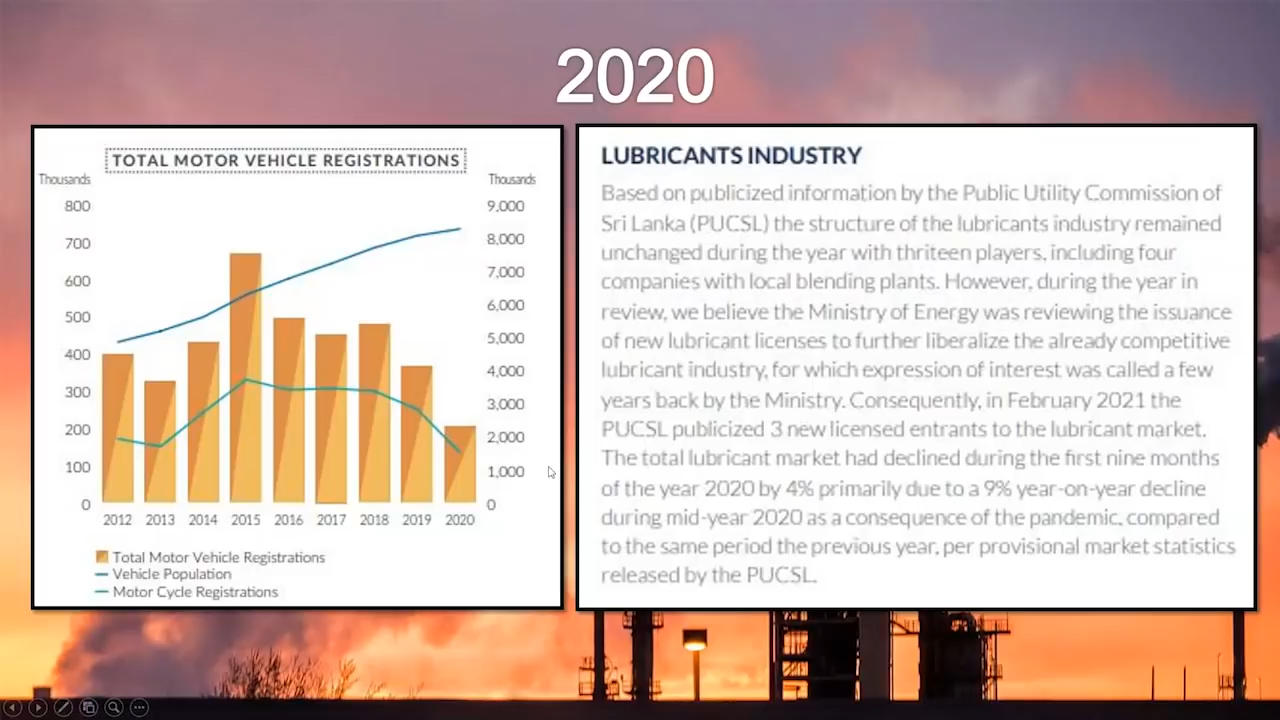 2020
TOTAL MOTOR VEHICLE REGISTRATIONS
Thousands
Thousands
800
700
600
500
400
300
200
100
0
9,000
8,000
7,000
6,000
5,000
4,000
3,000
2,000
1,000
0
2012 2013 2014 2015 2016 2017 2018 2019 2020
Total Motor Vehicle Registrations
Vehicle Population
Motor Cycle Registrations
LUBRICANTS INDUSTRY
Based on publicized information by the Public Utility Commission of
Sri Lanka (PUCSL) the structure of the lubricants industry remained
unchanged during the year with thriteen players, including four
companies with local blending plants. However, during the year in
review, we believe the Ministry of Energy was reviewing the issuance
of new lubricant licenses to further liberalize the already competitive
lubricant industry, for which expression of interest was called a few
years back by the Ministry. Consequently, in February 2021 the
PUCSL publicized 3 new licensed entrants to the lubricant market.
The total lubricant market had declined during the first nine months
of the year 2020 by 4% primarily due to a 9% year-on-year decline
during mid-year 2020 as a consequence of the pandemic, compared
to the same period the previous year, per provisional market statistics
released by the PUCSL.